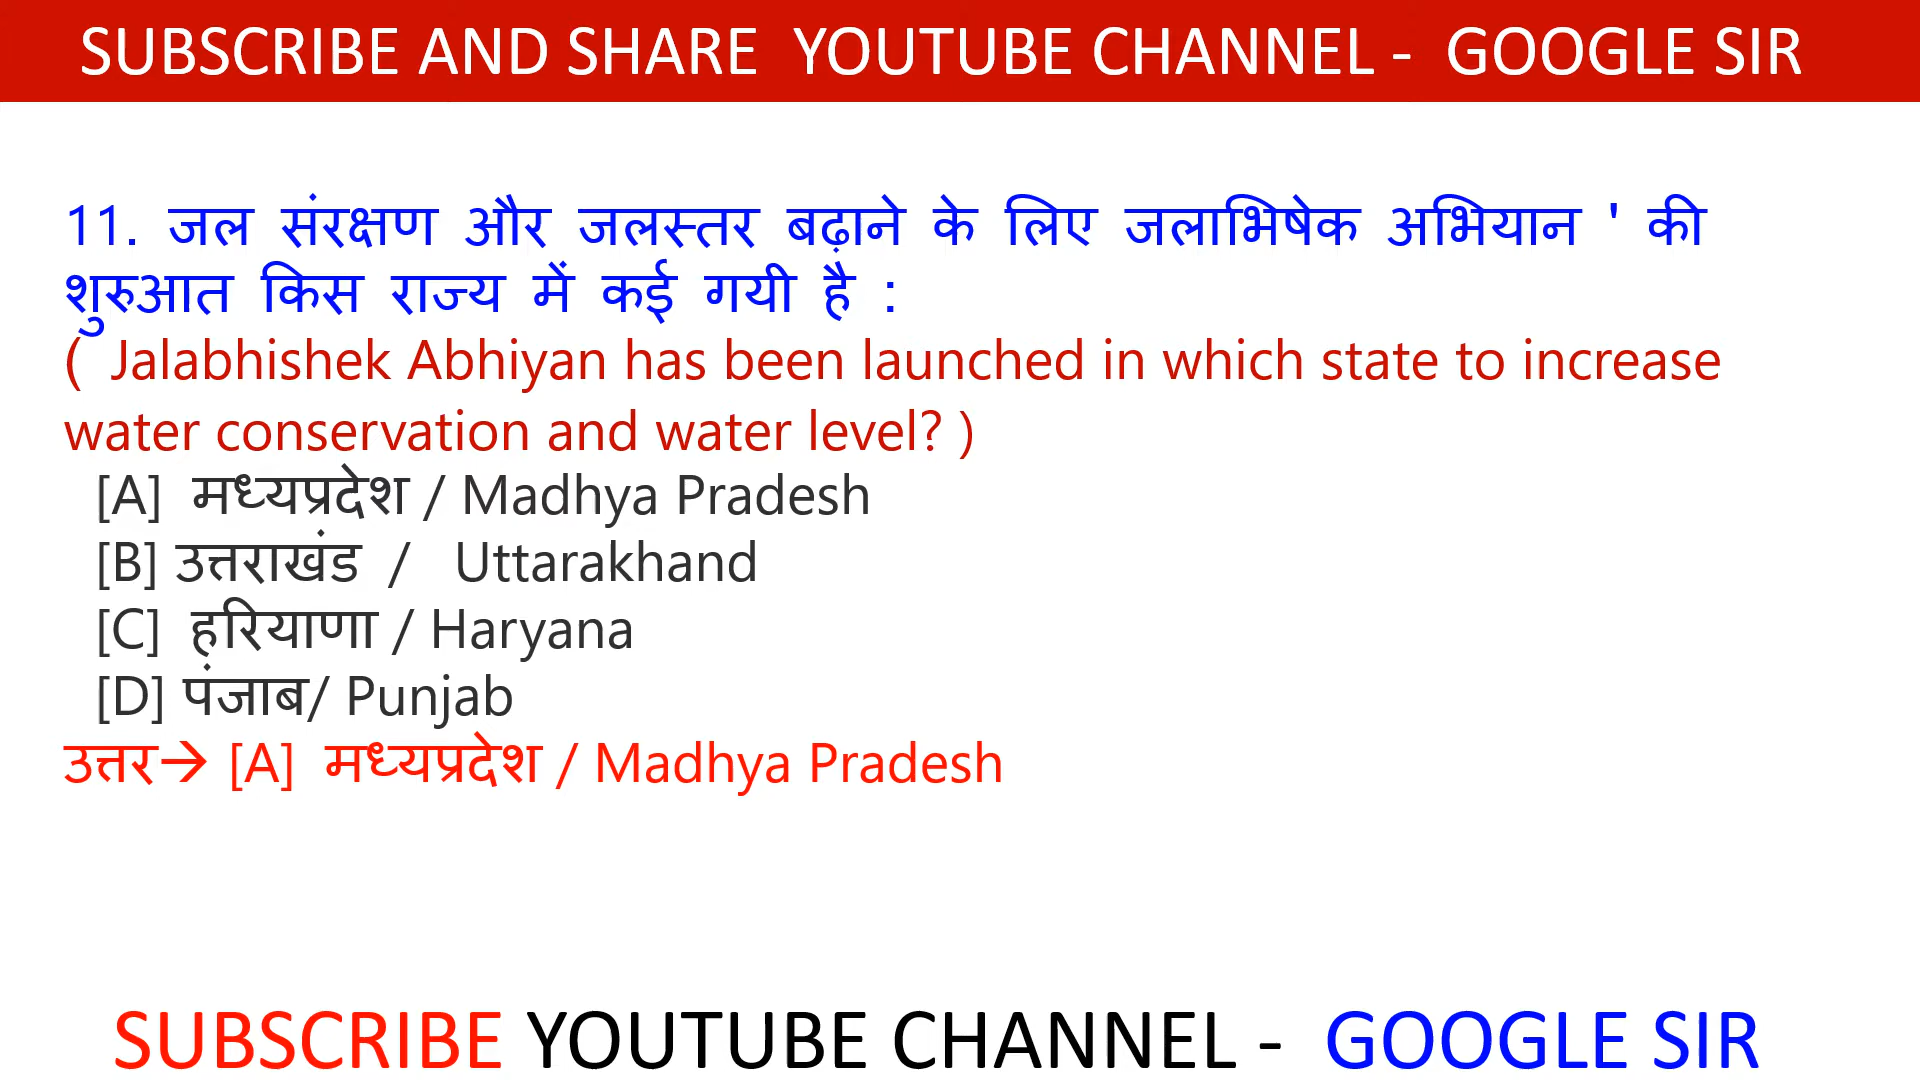 SUBSCRIBE AND SHARE YOUTUBE CHANNEL - GOOGLE SIR
11. जल संरक्षण और जलस्तर बढ़ाने के लिए जलाभिषेक अभियान ' की
शुरुआत किस राज्य में कई गयी है :
( Jalabhishek Abhiyan has been launched in which state to increase
water conservation and water level? )
[A] मध्यप्रदेश / Madhya Pradesh
[B] उत्तराखंड / Uttarakhand
[C] हरियाणा / Haryana
[D] पंजाब/ Punjab
उत्तर→ [A] मध्यप्रदेश / Madhya Pradesh
SUBSCRIBE YOUTUBE CHANNEL - GOOGLE SIR